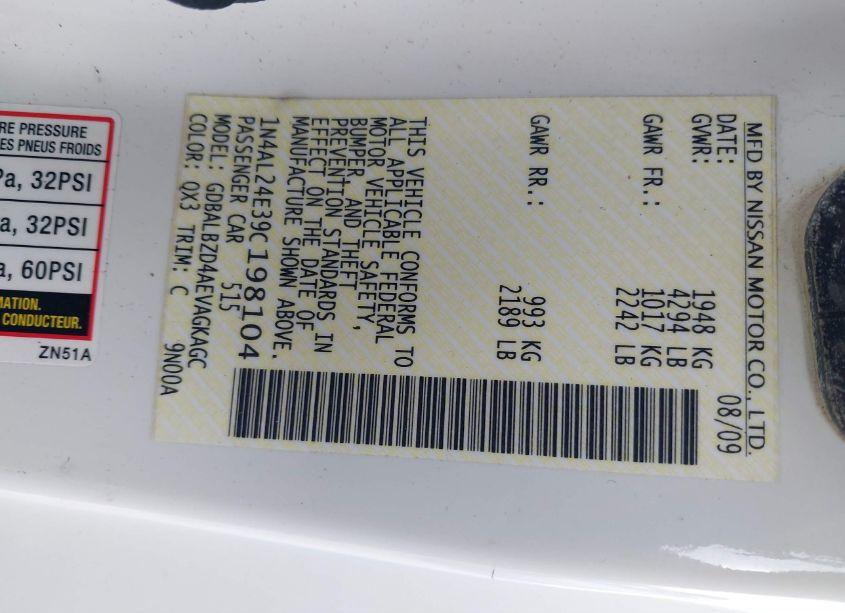 MFD BY NISSAN MOTOR CO., LTD.
DATE: 08/09
GVWR: 1948 KG
4294 LB
GAWR FR.: 1017 KG
2242 LB
GAWR RR.: 993 KG
2189 LB
THIS VEHICLE CONFORMS TO
ALL APPLICABLE FEDERAL
MOTOR VEHICLE SAFETY,
BUMPER, AND THEFT
PREVENTION STANDARDS IN
EFFECT ON THE DATE OF
MANUFACTURE SHOWN ABOVE.
1N4AL24E39C198104
PASSENGER CAR 515
MODEL: GDBALBZD4AEVAGKAGC
COLOR: QX3 TRIM: C 9N00A
RE PRESSURE
ES PNEUS FROIDS
Pa, 32PSI
a, 32PSI
a, 60PSI
MATION.
CONDUCTEUR.
ZN51A